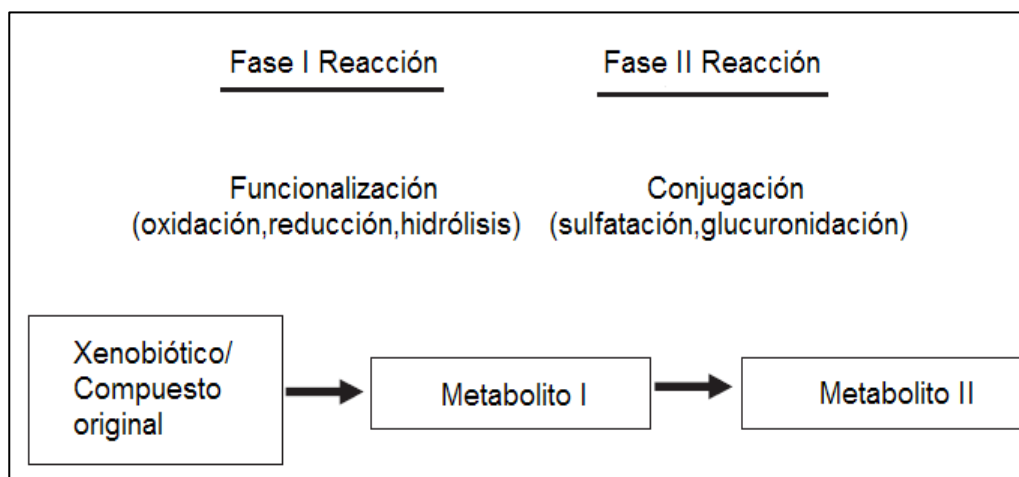 Fase I Reacción
Fase II Reacción
Funcionalización
(oxidación,reducción,hidrólisis)
Conjugación
(sulfatación,glucuronidación)
Xenobiótico/
Compuesto
original
Metabolito I
Metabolito II